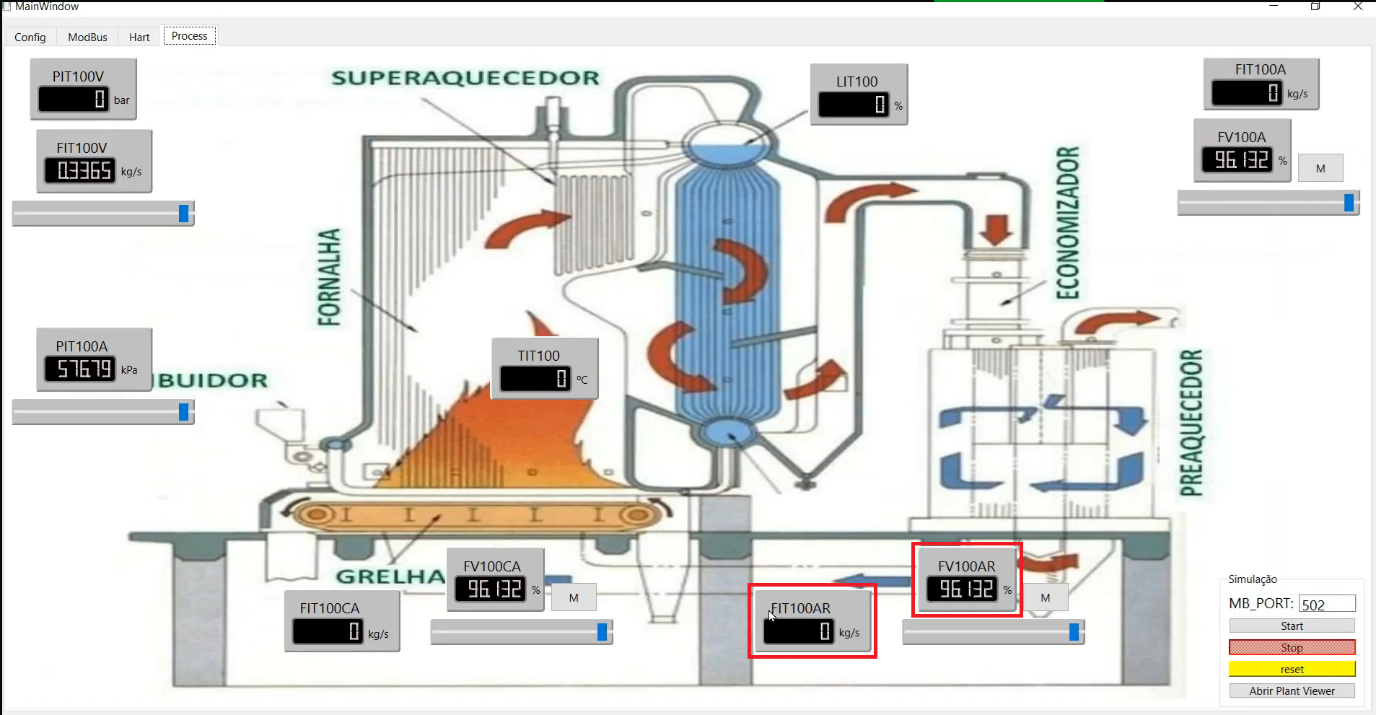 MainWindow
Config
ModBus
Hart
Process
PIT100V
0 bar
FIT100V
0.3365 kg/s
SUPERAQUECEDOR
LIT100
0 %
FIT100A
0 kg/s
FV100A
96.132 %
M
FORNALHA
ECONOMIZADOR
PIT100A
57.679 kPa
IBUIDOR
TIT100
0 ºC
PREAQUECEDOR
GRELHA
FV100CA
96.132 %
M
FIT100CA
0 kg/s
FIT100AR
0 kg/s
FV100AR
96.132 %
M
Simulação
MB_PORT: 502
Start
Stop
reset
Abrir Plant Viewer